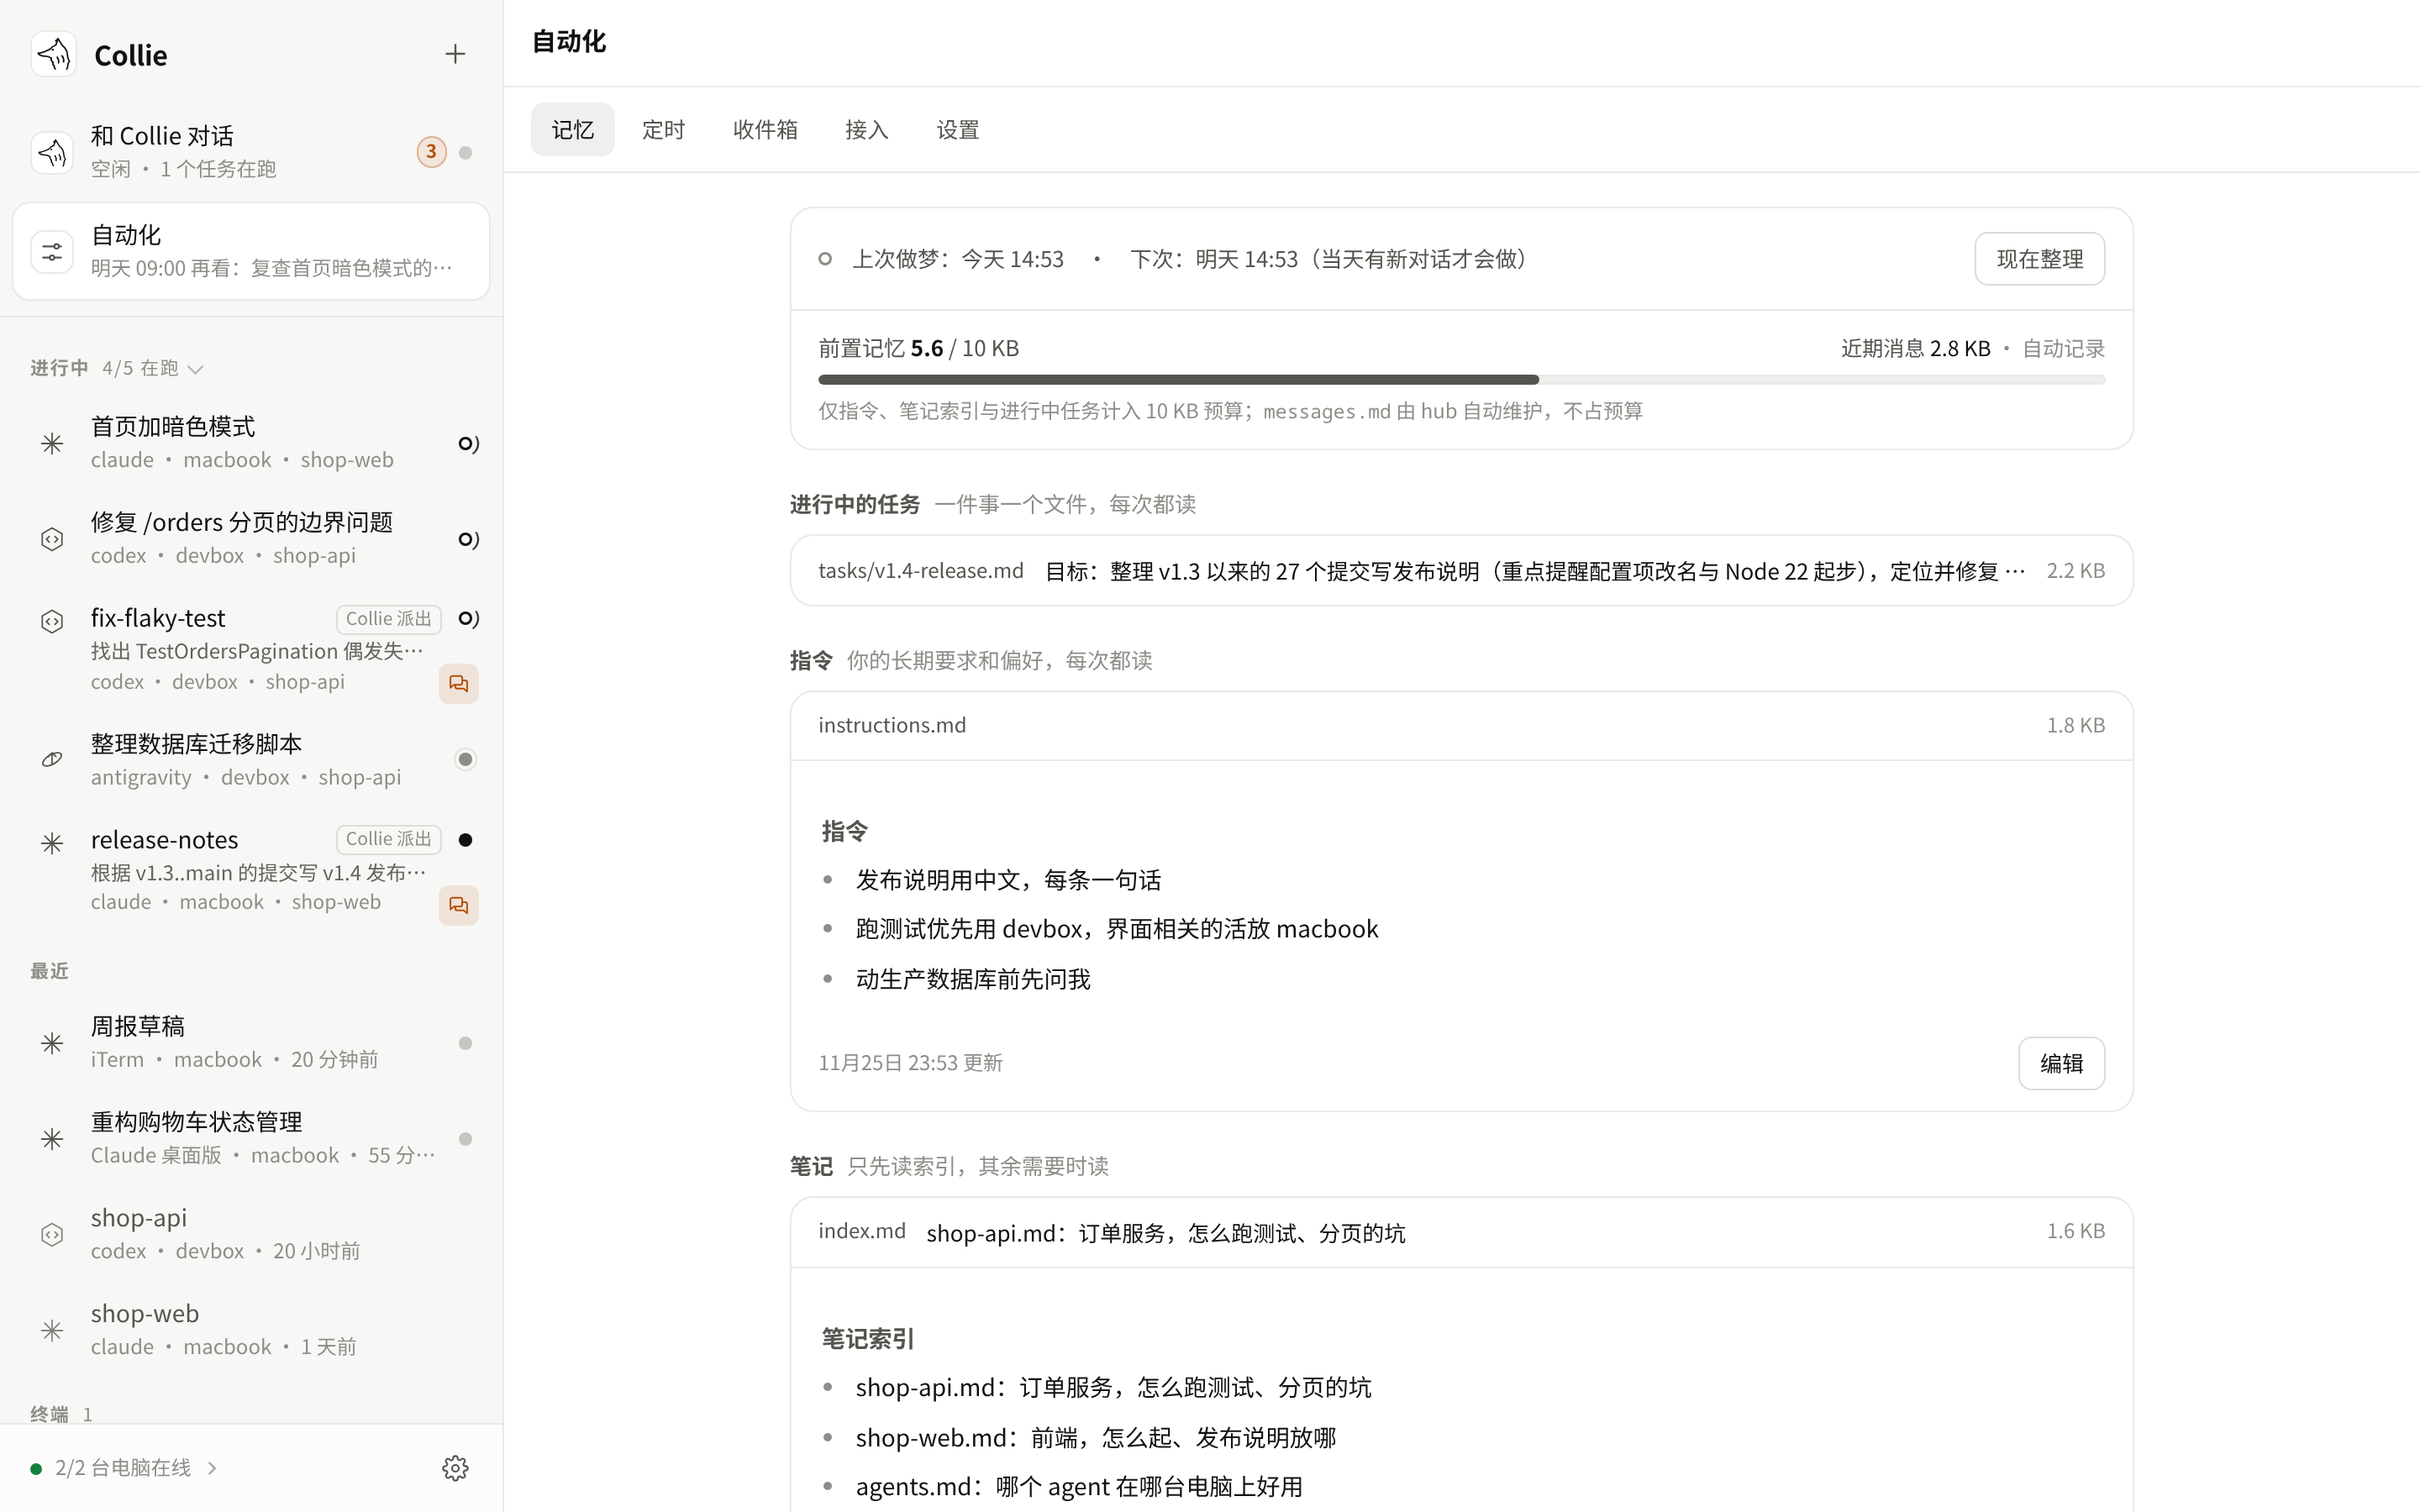 Collie
和 Collie 对话
3
空闲 • 1 个任务在跑
自动化
明天 09:00 再看：复查首页暗色模式的…
进行中 4/5 在跑
首页加暗色模式
claude • macbook • shop-web
修复 /orders 分页的边界问题
codex • devbox • shop-api
fix-flaky-test Collie 派出
找出 TestOrdersPagination 偶发失…
codex • devbox • shop-api
整理数据库迁移脚本
antigravity • devbox • shop-api
release-notes Collie 派出
根据 v1.3..main 的提交写 v1.4 发布…
claude • macbook • shop-web
最近
周报草稿
iTerm • macbook • 20 分钟前
重构购物车状态管理
Claude 桌面版 • macbook • 55 分…
shop-api
codex • devbox • 20 小时前
shop-web
claude • macbook • 1 天前
终端 1
2/2 台电脑在线
自动化
记忆 定时 收件箱 接入 设置
上次做梦：今天 14:53 • 下次：明天 14:53（当天有新对话才会做）
现在整理
前置记忆 5.6 / 10 KB
近期消息 2.8 KB • 自动记录
仅指令、笔记索引与进行中任务计入 10 KB 预算；messages.md 由 hub 自动维护，不占预算
进行中的任务 一件事一个文件，每次都读
tasks/v1.4-release.md 目标：整理 v1.3 以来的 27 个提交写发布说明（重点提醒配置项改名与 Node 22 起步），定位并修复 … 2.2 KB
指令 你的长期要求和偏好，每次都读
instructions.md 1.8 KB
指令
• 发布说明用中文，每条一句话
• 跑测试优先用 devbox，界面相关的活放 macbook
• 动生产数据库前先问我
11月25日 23:53 更新
编辑
笔记 只先读索引，其余需要时读
index.md shop-api.md：订单服务，怎么跑测试、分页的坑 1.6 KB
笔记索引
• shop-api.md：订单服务，怎么跑测试、分页的坑
• shop-web.md：前端，怎么起、发布说明放哪
• agents.md：哪个 agent 在哪台电脑上好用